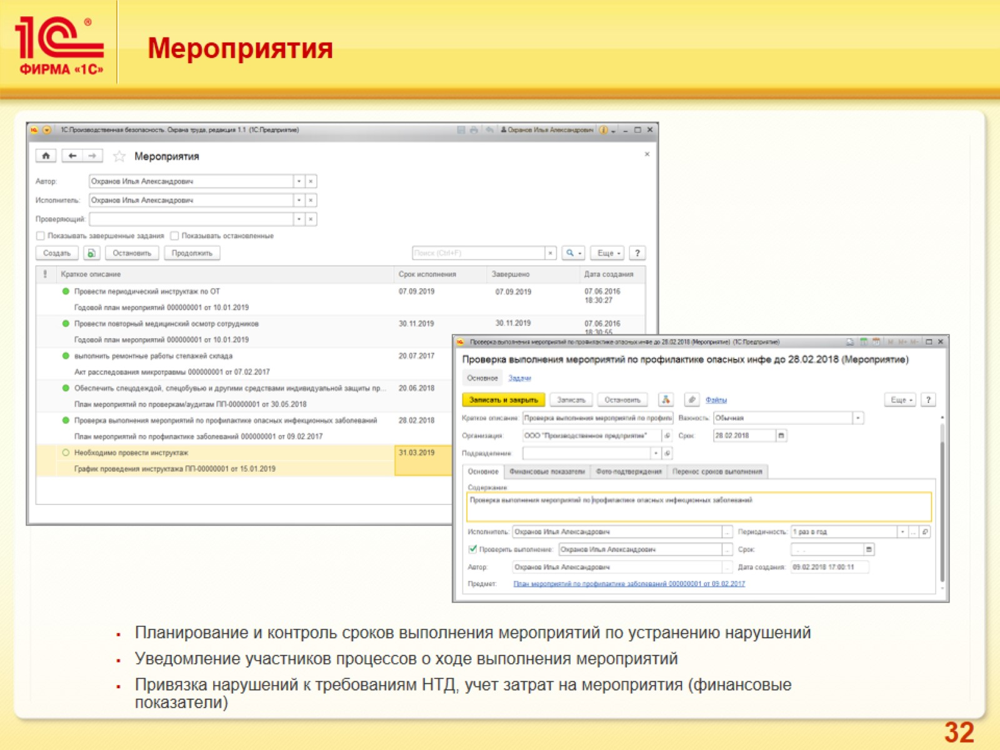 1С®
ФИРМА «1С»
Мероприятия
1С:Производственная безопасность. Охрана труда, редакция 1.1 (1С:Предприятие)
Охранов Илья Александрович
Мероприятия
Автор: Охранов Илья Александрович
Исполнитель: Охранов Илья Александрович
Проверяющий:
Показывать завершенные задания Показывать остановленные
Создать Остановить Продолжить Поиск (Ctrl+F) Еще ?
! Краткое описание Срок исполнения Завершено Дата создания
Провести периодический инструктаж по ОТ 07.09.2019 07.09.2019 07.06.2016
18:30:27
Годовой план мероприятий 000000001 от 10.01.2019
Провести повторный медицинский осмотр сотрудников 30.11.2019 30.11.2019 07.06.2016
18:30:55
Годовой план мероприятий 000000001 от 10.01.2019
выполнить ремонтные работы стелажей склада 20.07.2017
Акт расследования микротравмы 000000001 от 07.02.2017
Обеспечить спецодеждой, спецобувью и другими средствами индивидуальной защиты пр... 20.06.2018
План мероприятий по проверкам/аудитам ПП-00000001 от 30.05.2018
Проверка выполнения мероприятий по профилактике опасных инфекционных заболеваний 28.02.2018
План мероприятий по профилактике заболеваний 000000001 от 09.02.2017
Необходимо провести инструктаж 31.03.2019
График проведения инструктажа ПП-00000001 от 15.01.2019
Проверка выполнения мероприятий по профилактике опасных инфе до 28.02.2018 (Мероприятие) (1С:Предприятие) M M+ M-
Проверка выполнения мероприятий по профилактике опасных инфе до 28.02.2018 (Мероприятие)
Основное Задачи
Записать и закрыть Записать Остановить Файлы Еще ?
Краткое описание: Проверка выполнения мероприятий по профил Важность: Обычная
Организация: ООО "Производственное предприятие" Срок: 28.02.2018
Подразделение:
Основное Финансовые показатели Фото-подтверждения Перенос сроков выполнения
Содержание
Проверка выполнения мероприятий по профилактике опасных инфекционных заболеваний
Исполнитель: Охранов Илья Александрович ... Периодичность: 1 раз в год ...
Проверить выполнение: Охранов Илья Александрович ... Срок: . .
Автор: Охранов Илья Александрович ... Дата создания: 09.02.2018 17:00:11
Предмет: План мероприятий по профилактике заболеваний 000000001 от 09.02.2017
▪ Планирование и контроль сроков выполнения мероприятий по устранению нарушений
▪ Уведомление участников процессов о ходе выполнения мероприятий
▪ Привязка нарушений к требованиям НТД, учет затрат на мероприятия (финансовые
показатели)
32